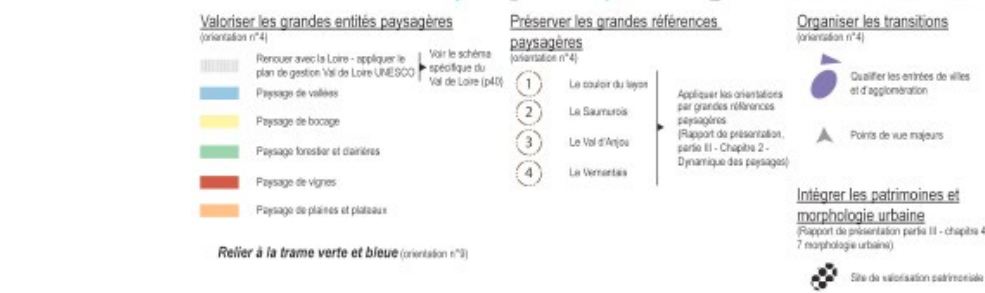 Valoriser les grandes entités paysagères
(orientation n°4)
Renouer avec la Loire - appliquer le
plan de gestion Val de Loire UNESCO
Voir le schéma
spécifique du
Val de Loire (p40)
Paysage de vallées
Paysage de bocage
Paysage forestier et clairières
Paysage de vignes
Paysage de plaines et plateaux
Relier à la trame verte et bleue (orientation n°9)
Préserver les grandes références
paysagères
(orientation n°4)
1 Le couloir du layon
2 Le Saumurois
3 Le Val d'Anjou
4 Le Vernantais
Appliquer les orientations
par grandes références
paysagères
(Rapport de présentation,
partie III - Chapitre 2 -
Dynamique des paysages)
Organiser les transitions
(orientation n°4)
Qualifier les entrées de villes
et d'agglomération
Points de vue majeurs
Intégrer les patrimoines et
morphologie urbaine
(Rapport de présentation partie III - chapitre 4
7 morphologie urbaine)
Site de valorisation patrimoniale